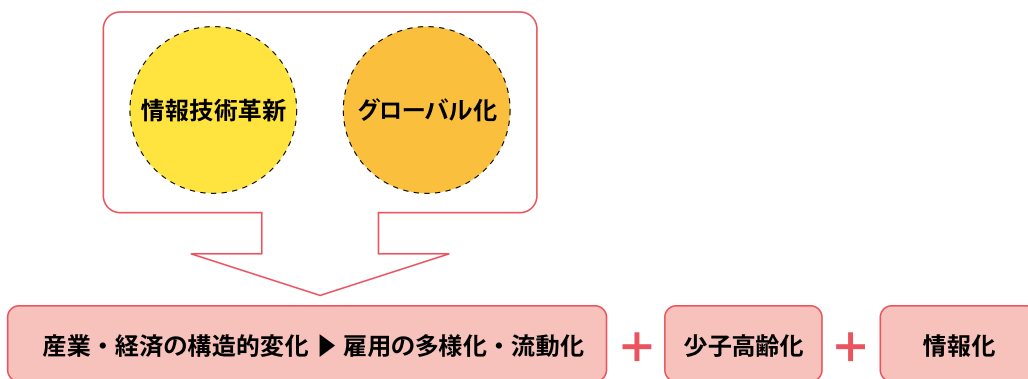 情報技術革新
グローバル化
産業・経済の構造的変化 ▶ 雇用の多様化・流動化 + 少子高齢化 + 情報化